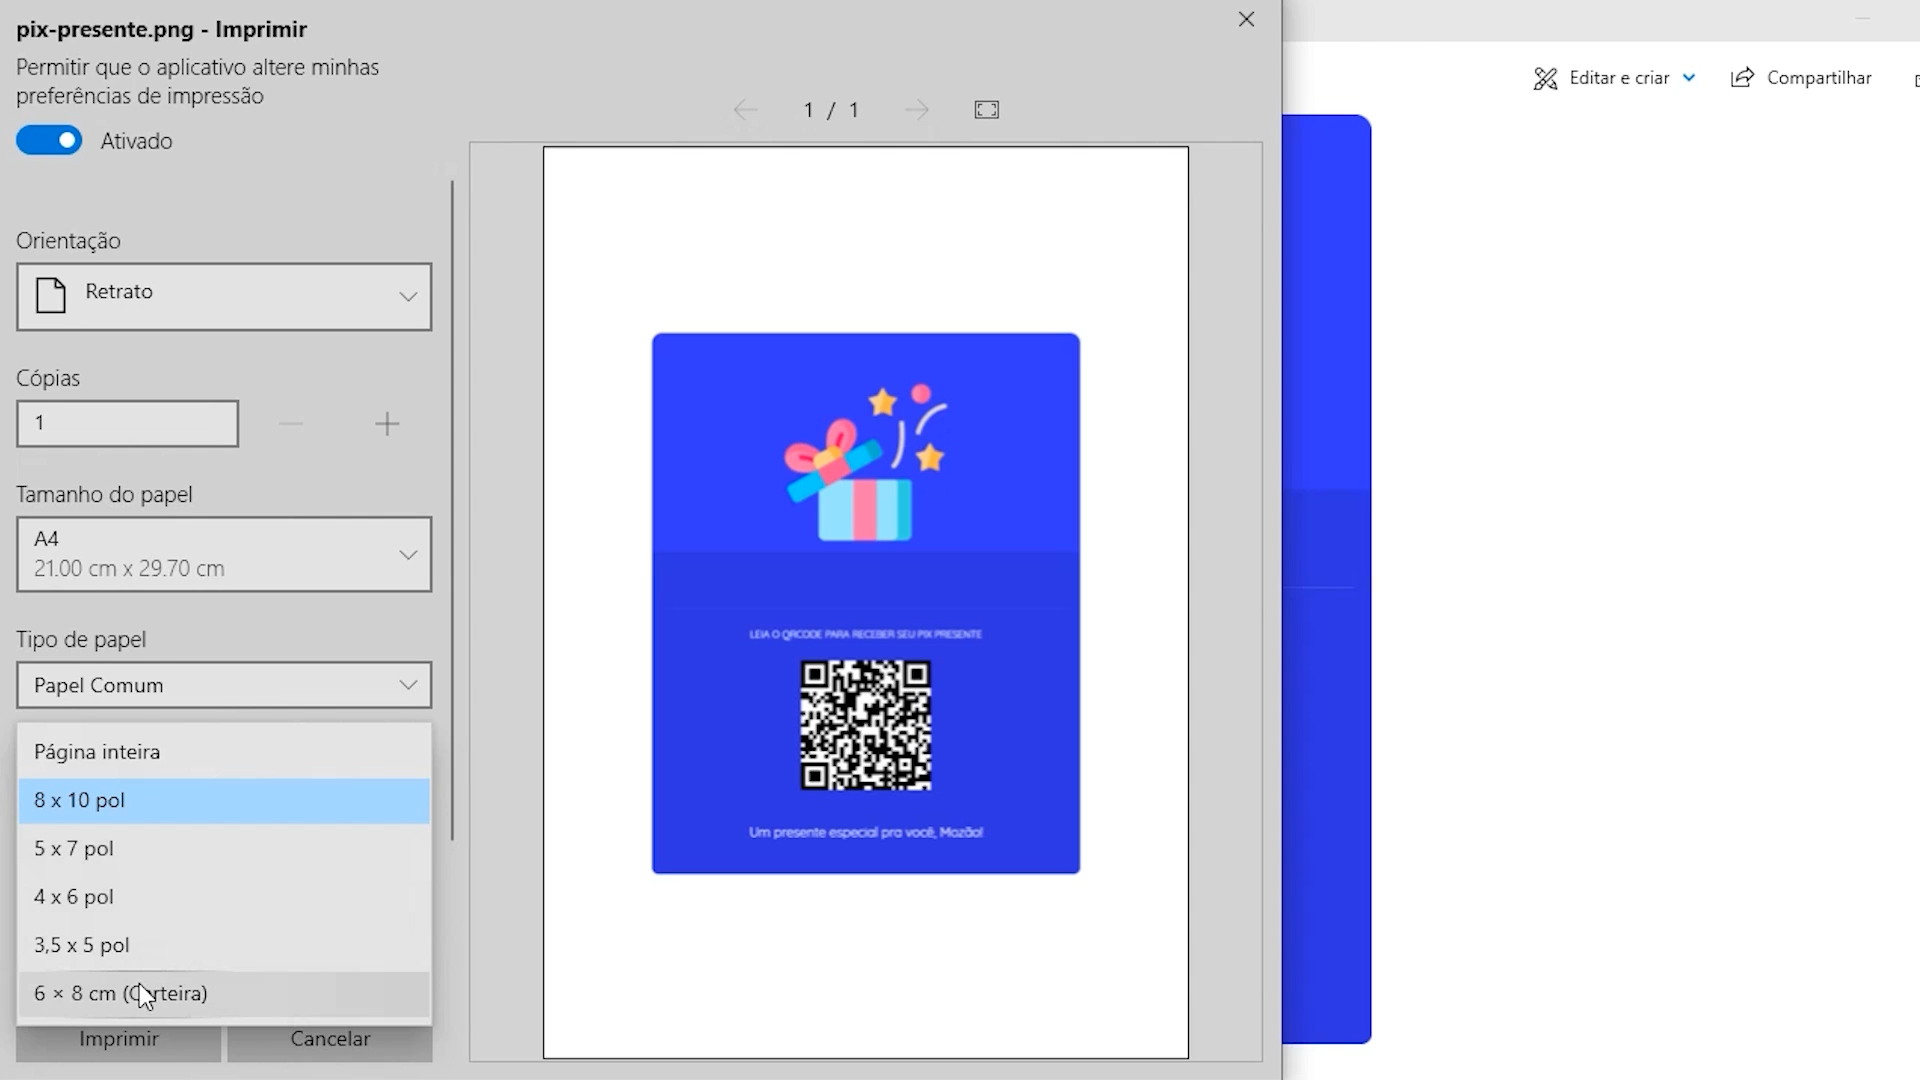 pix-presente.png - Imprimir
Permitir que o aplicativo altere minhas
preferências de impressão
Ativado
Orientação
Retrato
Cópias
1
Tamanho do papel
A4
21.00 cm x 29.70 cm
Tipo de papel
Papel Comum
Página inteira
8 x 10 pol
5 x 7 pol
4 x 6 pol
3,5 x 5 pol
6 × 8 cm (Carteira)
Imprimir
Cancelar
1 / 1
LEIA O QRCODE PARA RECEBER SEU PIX PRESENTE
Um presente especial pra você, Mozão!
Editar e criar
Compartilhar